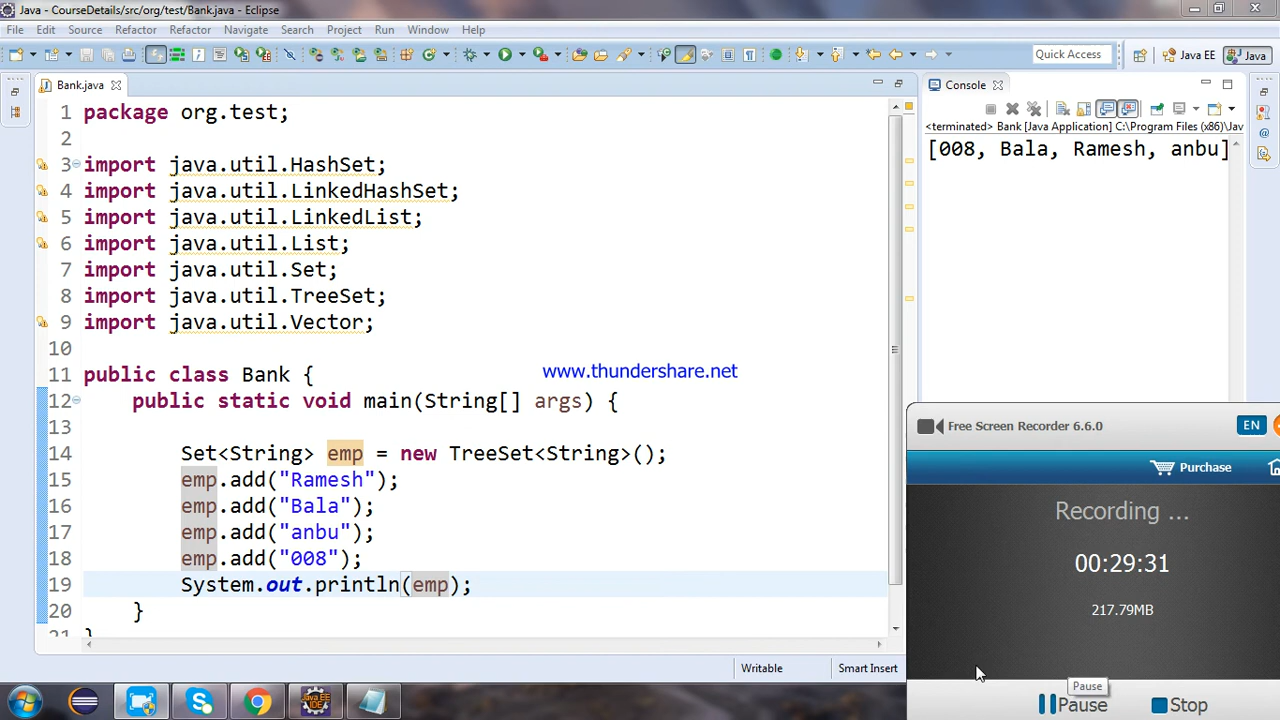 Java - CourseDetails/src/org/test/Bank.java - Eclipse
File Edit Source Refactor Refactor Navigate Search Project Run Window Help
Quick Access
Java EE
Java
Bank.java
1 package org.test;
2
3 import java.util.HashSet;
4 import java.util.LinkedHashSet;
5 import java.util.LinkedList;
6 import java.util.List;
7 import java.util.Set;
8 import java.util.TreeSet;
9 import java.util.Vector;
10
11 public class Bank {
12 public static void main(String[] args) {
13
14 Set<String> emp = new TreeSet<String>();
15 emp.add("Ramesh");
16 emp.add("Bala");
17 emp.add("anbu");
18 emp.add("008");
19 System.out.println(emp);
20 }
21 }
www.thundershare.net
Console
<terminated> Bank [Java Application] C:\Program Files (x86)\Jav
[008, Bala, Ramesh, anbu]
Free Screen Recorder 6.6.0
EN
Purchase
Recording ...
00:29:31
217.79MB
Pause
Pause
Stop
Writable
Smart Insert
Java EE
IDE